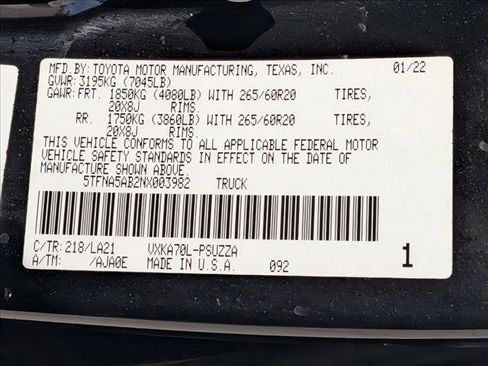 MFD.BY:TOYOTA MOTOR MANUFACTURING, TEXAS, INC. 01/22
GVWR:3195KG (7045LB)
GAWR:FRT. 1850KG (4080LB) WITH 265/60R20 TIRES,
20X8J RIMS.
RR. 1750KG (3860LB) WITH 265/60R20 TIRES,
20X8J RIMS.
THIS VEHICLE CONFORMS TO ALL APPLICABLE FEDERAL MOTOR
VEHICLE SAFETY STANDARDS IN EFFECT ON THE DATE OF
MANUFACTURE SHOWN ABOVE.
5TFNA5AB2NX003982 TRUCK
C/TR:218/LA21 VXKA70L-PSUZZA
A/TM: /AJA0E MADE IN U.S.A. 092 1